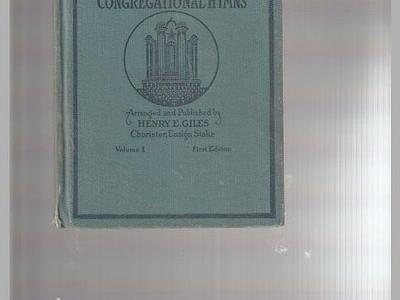 CONGREGATIONAL HYMNS
Arranged and Published by
HENRY E. GILES
Chorister, Ensign Stake
Volume 1 First Edition